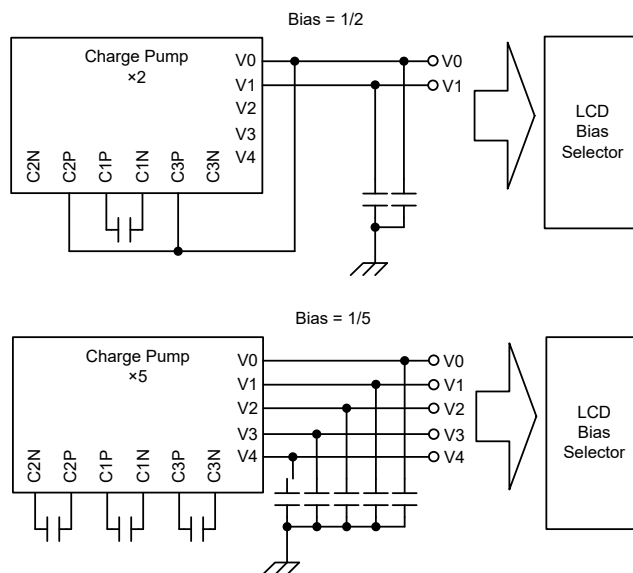 Bias = 1/2
Charge Pump
×2
V0
V1
V2
V3
V4
C2N
C2P
C1P
C1N
C3P
C3N
V0
V1
LCD
Bias
Selector
Bias = 1/5
Charge Pump
×5
V0
V1
V2
V3
V4
C2N
C2P
C1P
C1N
C3P
C3N
V0
V1
V2
V3
V4
LCD
Bias
Selector